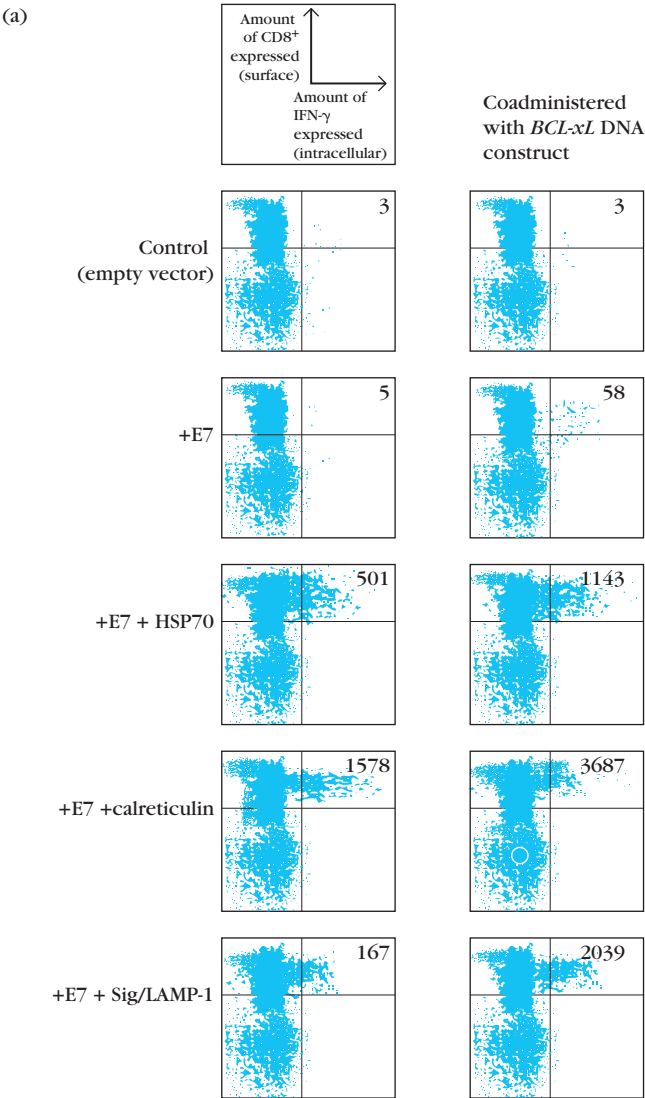 (a)
Amount
of CD8+
expressed
(surface)
Amount of
IFN-γ
expressed
(intracellular)
Coadministered
with BCL-xL DNA
construct
Control
(empty vector)
3
3
+E7
5
58
+E7 + HSP70
501
1143
+E7 +calreticulin
1578
3687
+E7 + Sig/LAMP-1
167
2039